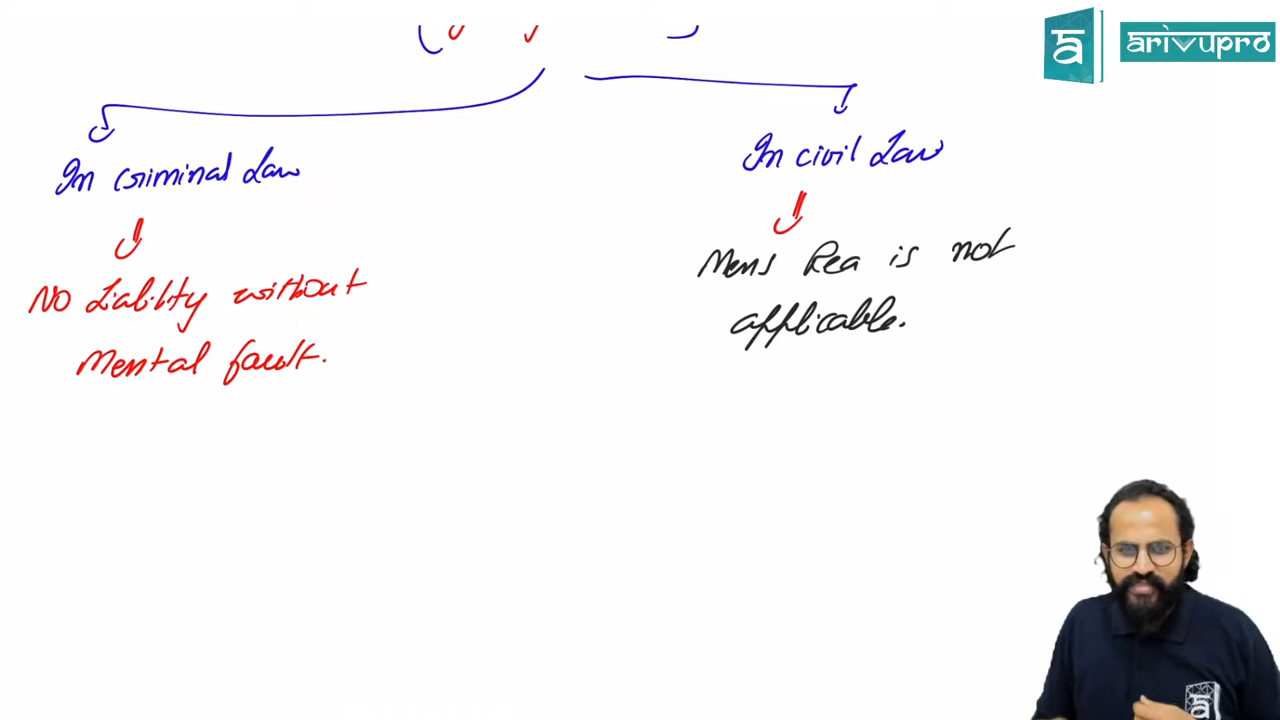 arivupro
In criminal Law
In civil Law
No Liability without
Mental fault.
Mens Rea is not
applicable.